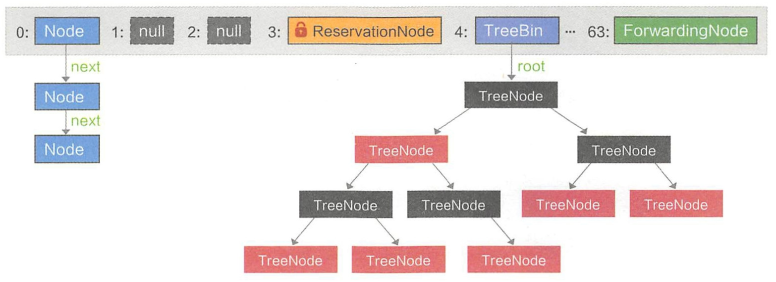 0: Node 1: null 2: null 3: ReservationNode 4: TreeBin ... 63: ForwardingNode
next root
Node TreeNode
next
Node TreeNode TreeNode
TreeNode TreeNode TreeNode TreeNode
TreeNode TreeNode TreeNode